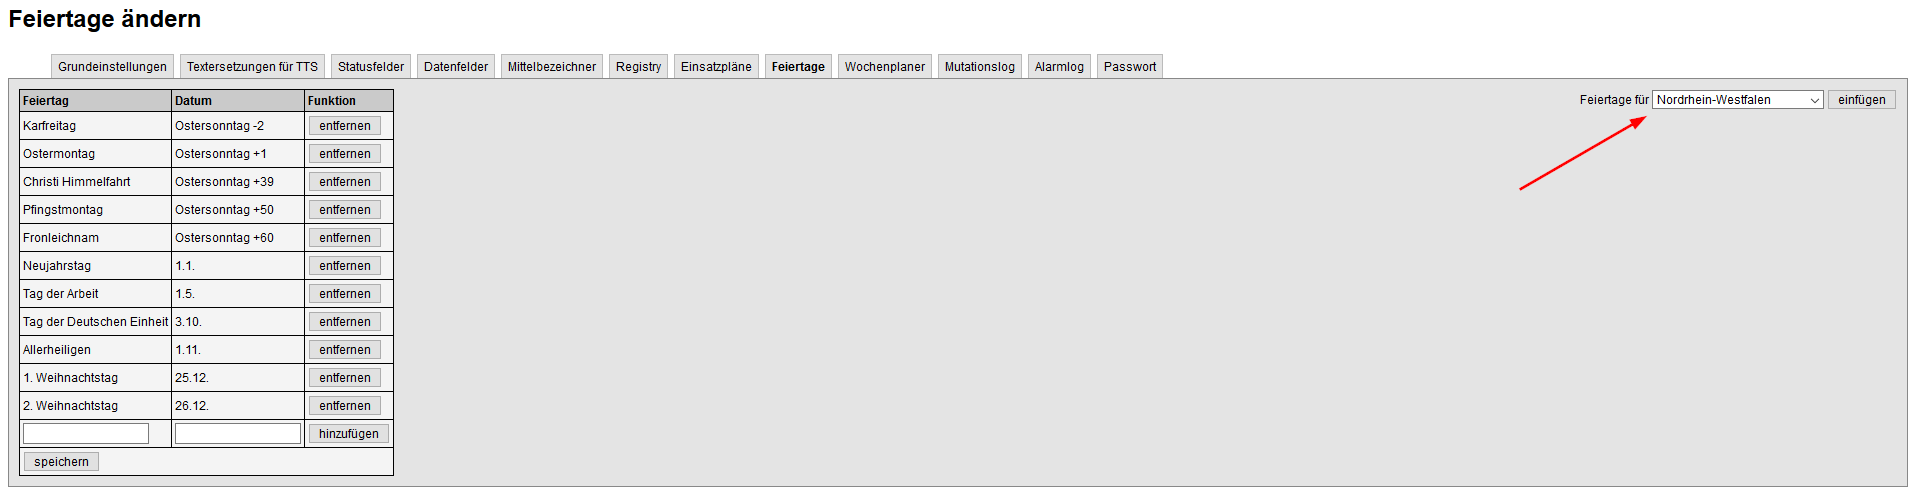 Feiertage ändern
Grundeinstellungen Textersetzungen für TTS Statusfelder Datenfelder Mittelbezeichner Registry Einsatzpläne Feiertage Wochenplaner Mutationslog Alarmlog Passwort
Feiertage für Nordrhein-Westfalen einfügen
Feiertag Datum Funktion
Karfreitag Ostersonntag -2 entfernen
Ostermontag Ostersonntag +1 entfernen
Christi Himmelfahrt Ostersonntag +39 entfernen
Pfingstmontag Ostersonntag +50 entfernen
Fronleichnam Ostersonntag +60 entfernen
Neujahrstag 1.1. entfernen
Tag der Arbeit 1.5. entfernen
Tag der Deutschen Einheit 3.10. entfernen
Allerheiligen 1.11. entfernen
1. Weihnachtstag 25.12. entfernen
2. Weihnachtstag 26.12. entfernen
hinzufügen
speichern